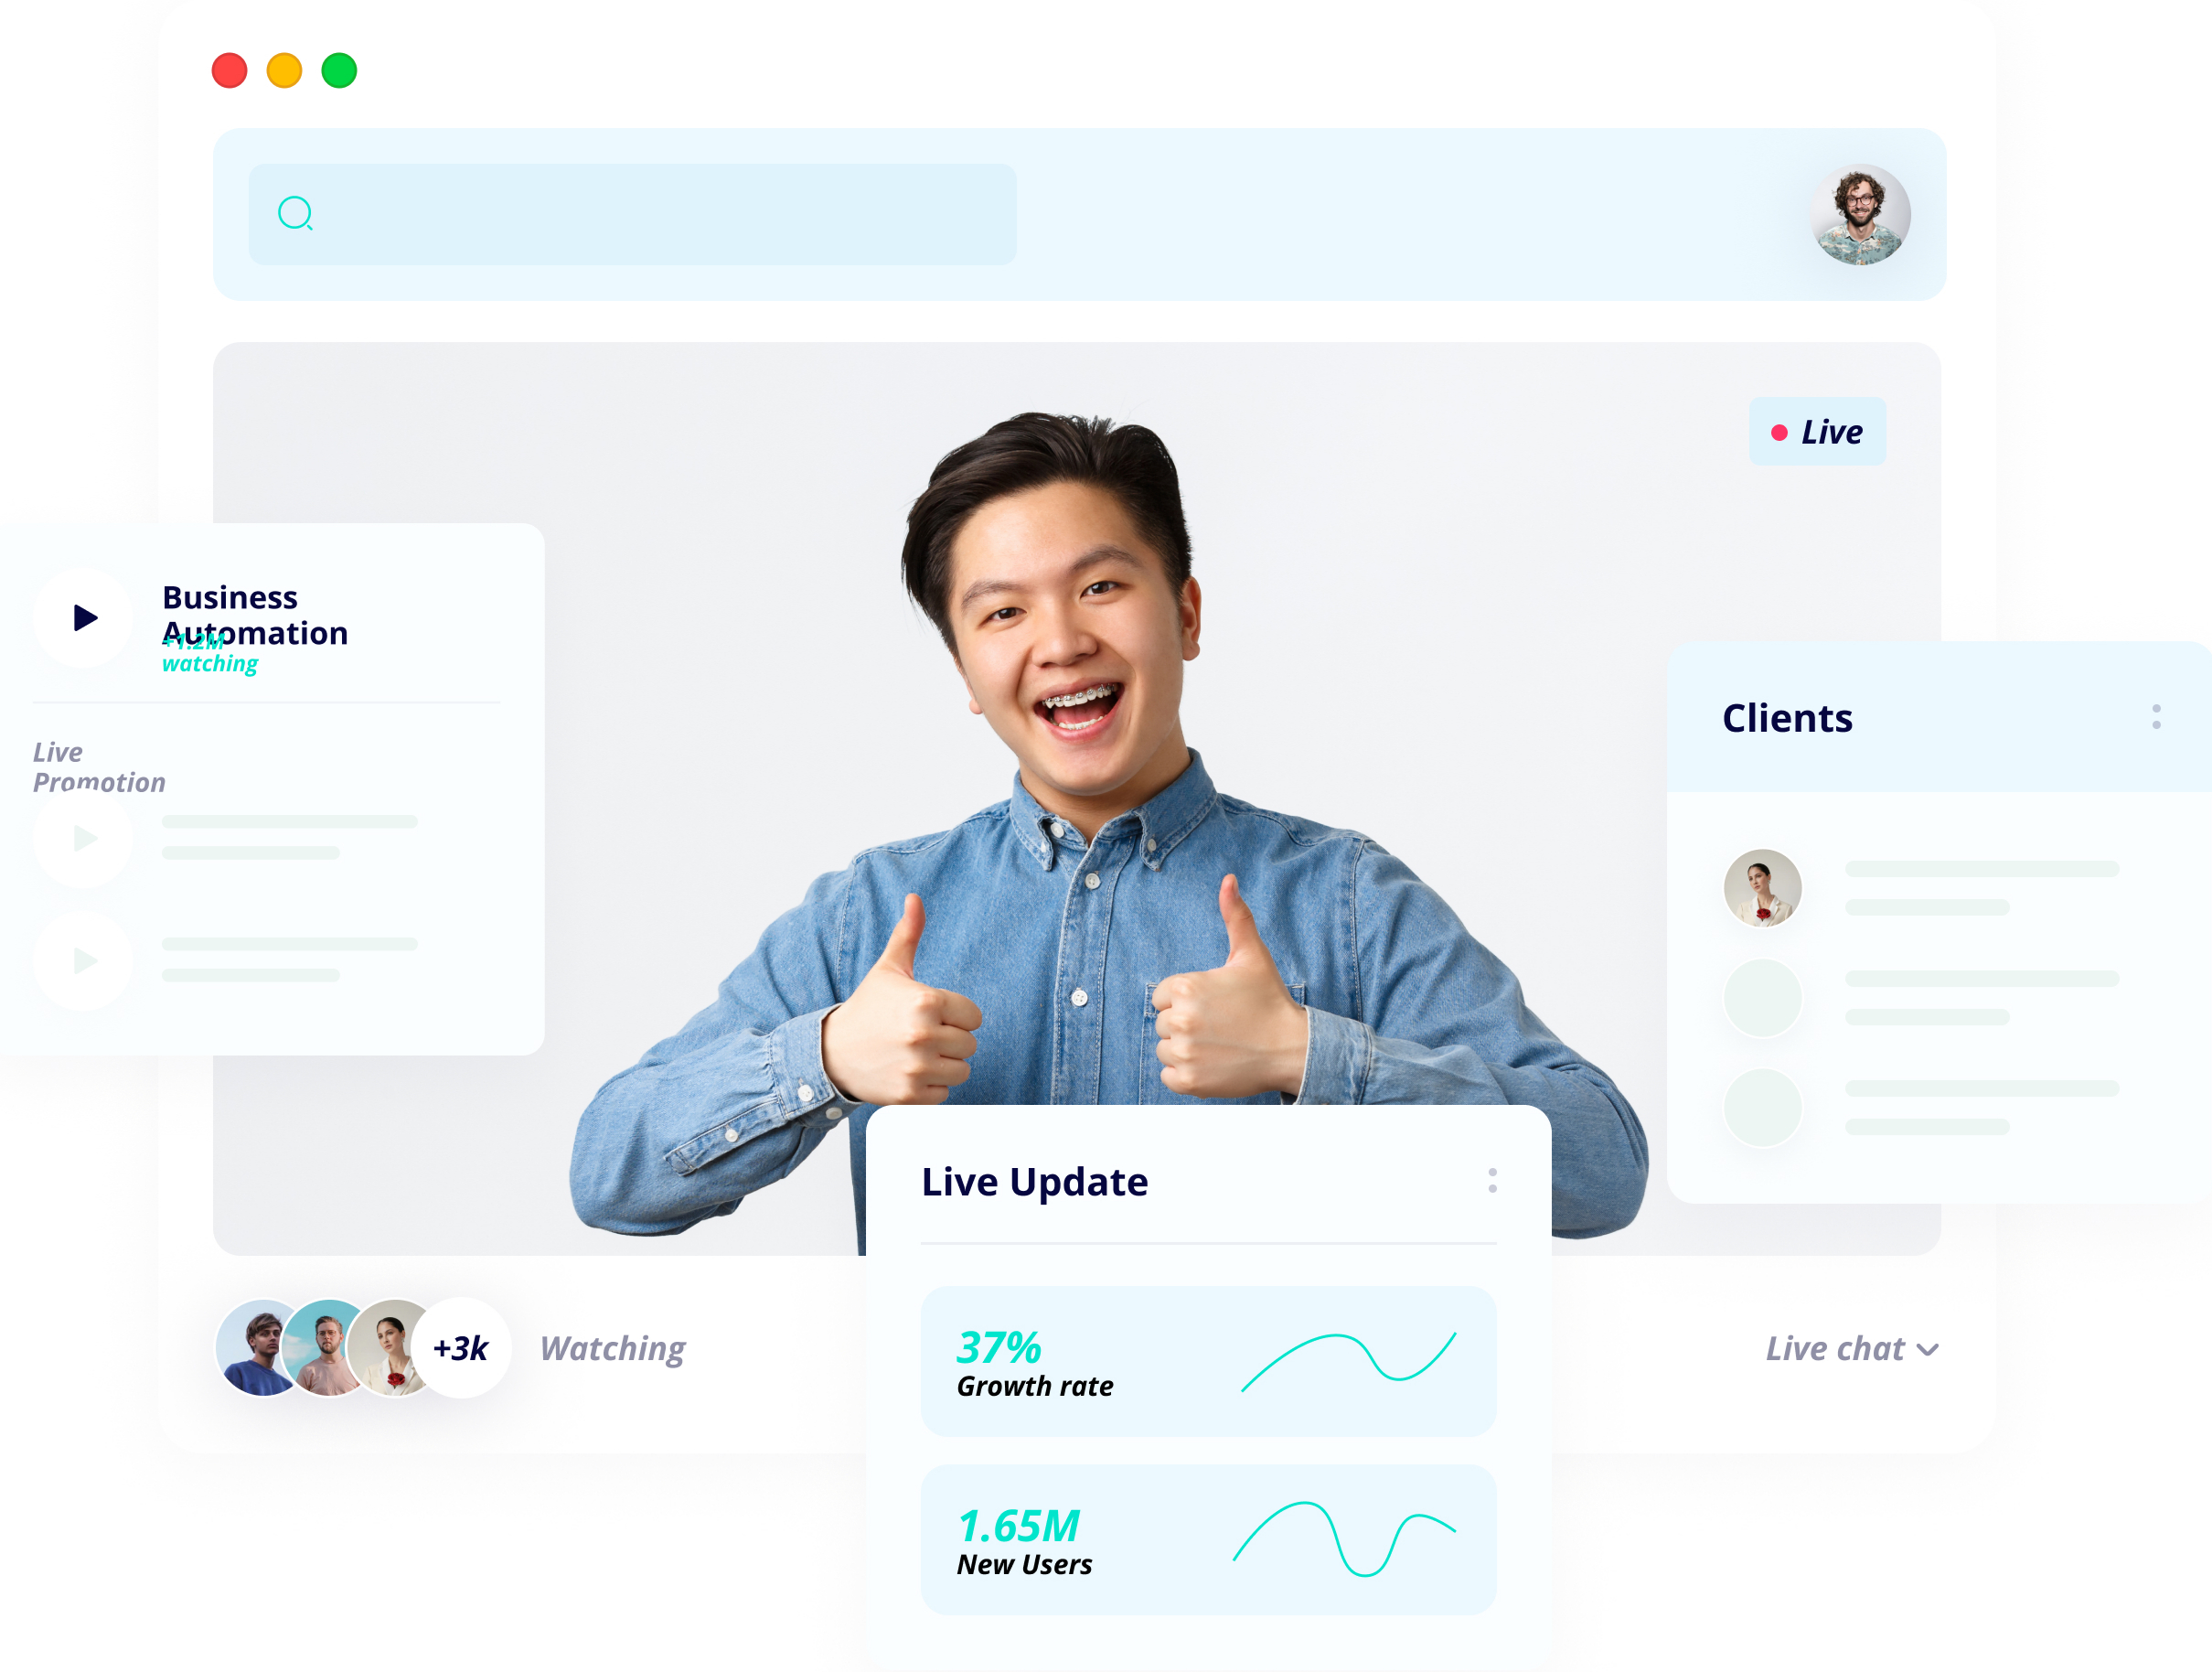 Live
Business
Automation
+1.2M
watching
Live
Promotion
Clients
Live Update
37%
Growth rate
1.65M
New Users
+3k
Watching
Live chat